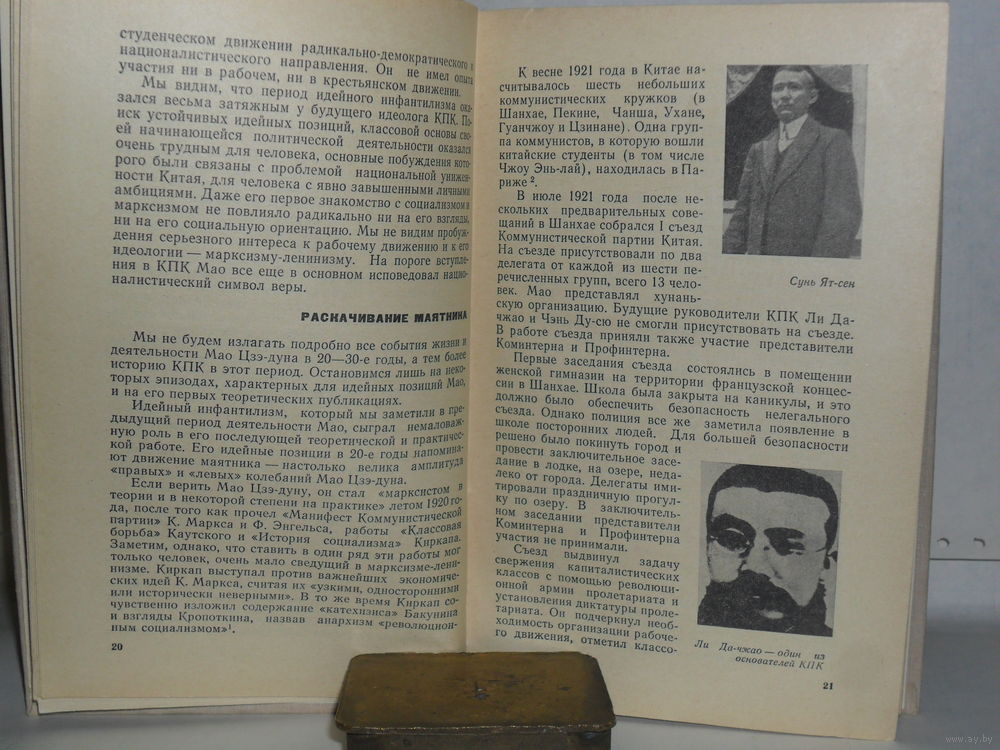 студенческом движении радикально-демократического и
националистического направления. Он не имел опыта
участия ни в рабочем, ни в крестьянском движении.
Мы видим, что период идейного инфантилизма ока-
зался весьма затяжным у будущего идеолога КПК. По-
иск устойчивых идейных позиций, классовой основы сво-
ей начинающейся политической деятельности оказался
очень трудным для человека, основные побуждения кото-
рого были связаны с проблемой национальной унижен-
ности Китая, для человека с явно завышенными личными
амбициями. Даже его первое знакомство с социализмом и
марксизмом не повлияло радикально ни на его взгляды,
ни на его социальную ориентацию. Мы не видим пробуж-
дения серьезного интереса к рабочему движению и к его
идеологии — марксизму-ленинизму. На пороге вступле-
ния в КПК Мао все еще в основном исповедовал нацио-
налистический символ веры.
РАСКАЧИВАНИЕ МАЯТНИКА
Мы не будем излагать подробно все события жизни и
деятельности Мао Цзэ-дуна в 20—30-е годы, а тем более
историю КПК в этот период. Остановимся лишь на неко-
торых эпизодах, характерных для идейных позиций Мао,
и на его первых теоретических публикациях.
Идейный инфантилизм, который мы заметили в пре-
дыдущий период деятельности Мао, сыграл немаловаж-
ную роль в его последующей теоретической и практичес-
кой работе. Его идейные позиции в 20-е годы напомина-
ют движение маятника — настолько велика амплитуда
«правых» и «левых» колебаний Мао Цзэ-дуна.
Если верить Мао Цзэ-дуну, он стал «марксистом в
теории и в некоторой степени на практике» летом 1920 го-
да, после того как прочел «Манифест Коммунистической
партии» К. Маркса и Ф. Энгельса, работы «Классовая
борьба» Каутского и «История социализма» Киркапа.
Заметим, однако, что ставить в один ряд эти работы мог
только человек, очень мало сведущий в марксизме-лени-
низме. Киркап выступал против важнейших экономиче-
ских идей К. Маркса, считая их «узкими, односторонними
или исторически неверными». В то же время Киркап со-
чувственно изложил содержание «катехизиса» Бакунина
и взгляды Кропоткина, назвав анархизм «революцион-
ным социализмом»¹.
20
К весне 1921 года в Китае на-
считывалось шесть небольших
коммунистических кружков (в
Шанхае, Пекине, Чанша, Ухане,
Гуанчжоу и Цзинане). Одна груп-
па коммунистов, в которую вошли
китайские студенты (в том числе
Чжоу Энь-лай), находилась в Па-
риже ².
В июле 1921 года после не-
скольких предварительных сове-
щаний в Шанхае собрался I съезд
Коммунистической партии Китая.
На съезде присутствовали по два
делегата от каждой из шести пе-
речисленных групп, всего 13 чело-
век. Мао представлял хунань-
скую организацию. Будущие руководители КПК Ли Да-
чжао и Чэнь Ду-сю не смогли присутствовать на съезде.
В работе съезда приняли также участие представители
Коминтерна и Профинтерна.
Сунь Ят-сен
Первые заседания съезда состоялись в помещении
женской гимназии на территории французской концес-
сии в Шанхае. Школа была закрыта на каникулы, и это
должно было обеспечить безопасность нелегального
съезда. Однако полиция все же заметила появление в
школе посторонних людей. Для большей безопасности
решено было покинуть город и
провести заключительное засе-
дание в лодке, на озере, неда-
леко от города. Делегаты ими-
тировали праздничную прогул-
ку по озеру. В заключитель-
ном заседании представители
Коминтерна и Профинтерна
участия не принимали.
Съезд выдвинул задачу
свержения капиталистических
классов с помощью революци-
онной армии пролетариата и
установления диктатуры проле-
тариата. Он подчеркнул необ-
ходимость организации рабоче-
го движения, отметил классо-
Ли Да-чжао — один из
основателей КПК
21
www.ay.by